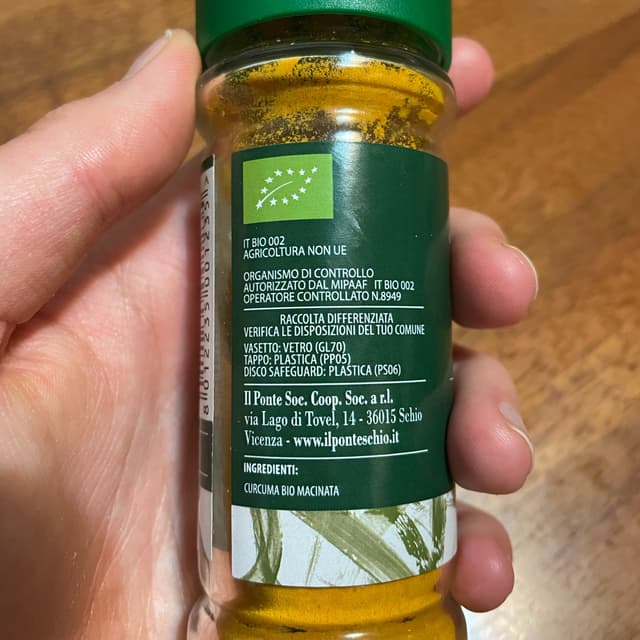 IT BIO 002
AGRICOLTURA NON UE
ORGANISMO DI CONTROLLO
AUTORIZZATO DAL MIPAAF IT BIO 002
OPERATORE CONTROLLATO N.8949
RACCOLTA DIFFERENZIATA
VERIFICA LE DISPOSIZIONI DEL TUO COMUNE
VASETTO: VETRO (GL70)
TAPPO: PLASTICA (PP05)
DISCO SAFEGUARD: PLASTICA (PS06)
Il Ponte Soc. Coop. Soc. a r.l.
via Lago di Tovel, 14 - 36015 Schio
Vicenza - www.ilponteschio.it
INGREDIENTI:
CURCUMA BIO MACINATA